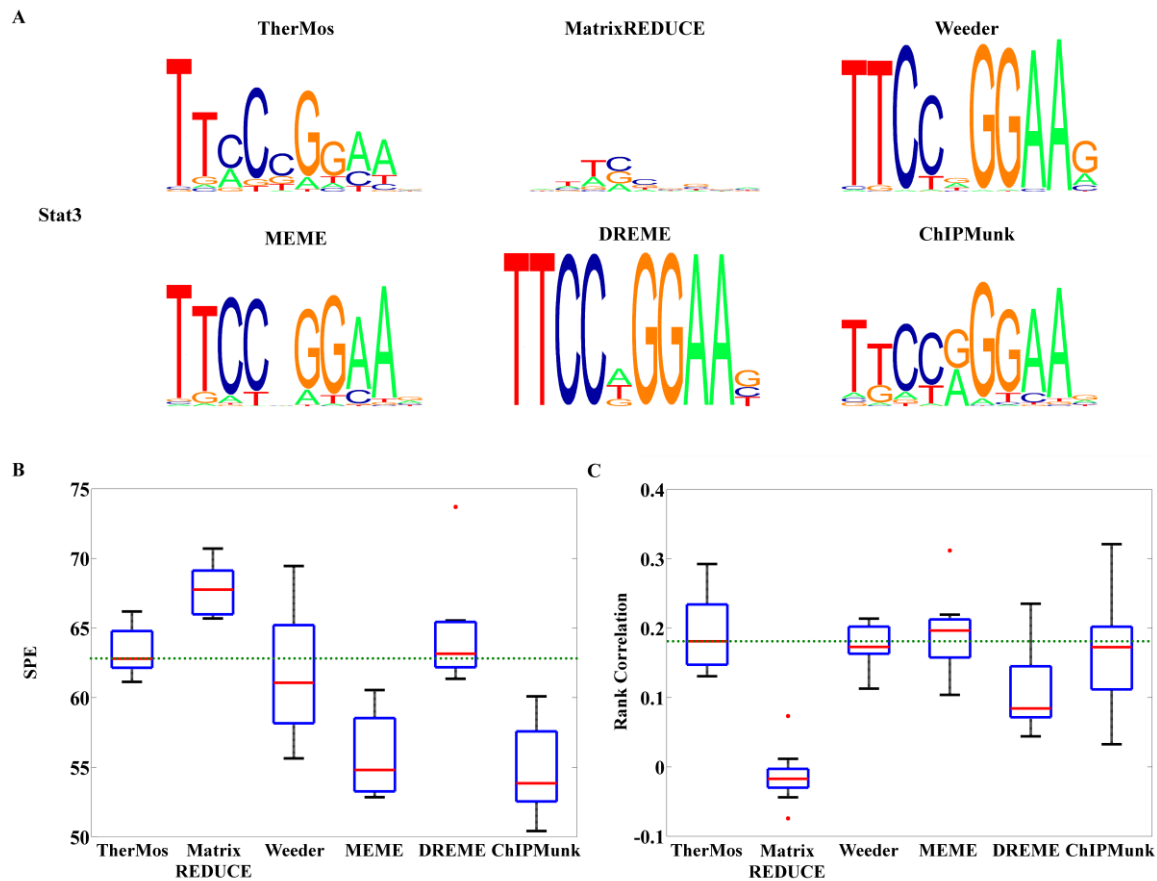 A
TherMos MatrixREDUCE Weeder
Stat3
MEME DREME ChIPMunk
TTCCGGAA
B C
75
70
65
60
55
50
SPE
TherMos Matrix REDUCE Weeder MEME DREME ChIPMunk
0.4
0.3
0.2
0.1
0
-0.1
Rank Correlation
TherMos Matrix REDUCE Weeder MEME DREME ChIPMunk